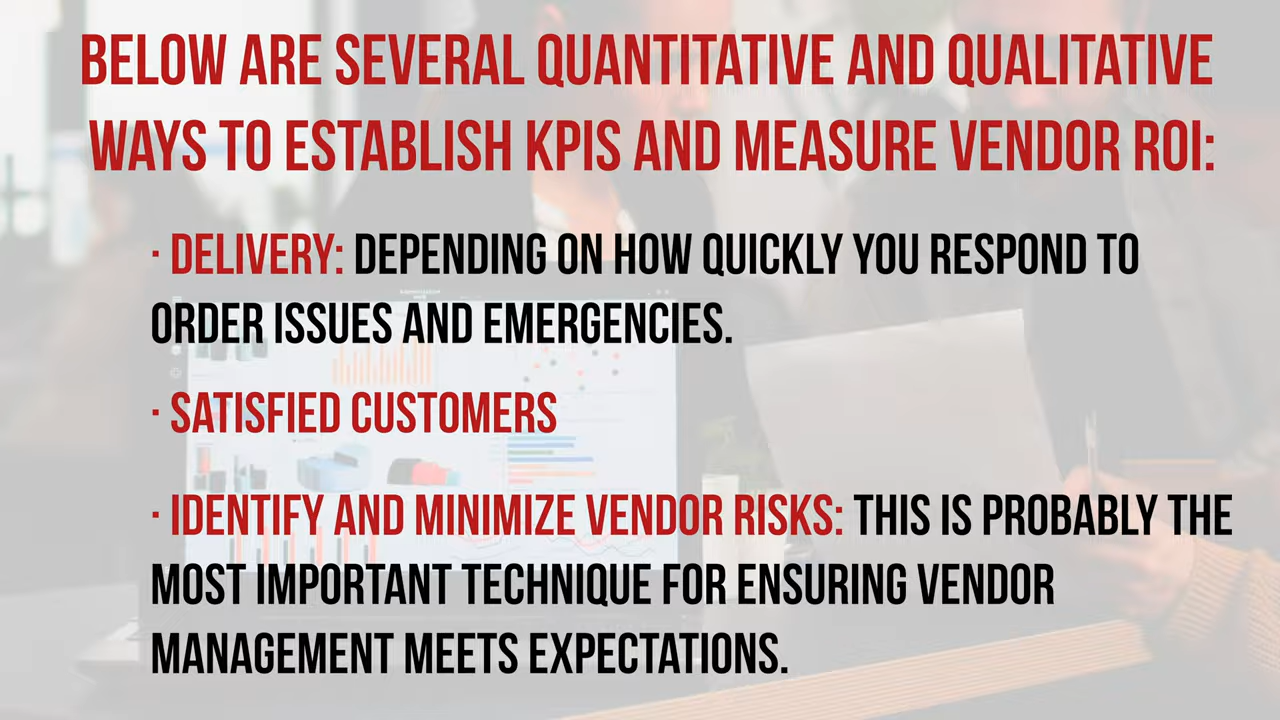 BELOW ARE SEVERAL QUANTITATIVE AND QUALITATIVE
WAYS TO ESTABLISH KPIS AND MEASURE VENDOR ROI:
· DELIVERY: DEPENDING ON HOW QUICKLY YOU RESPOND TO
ORDER ISSUES AND EMERGENCIES.
· SATISFIED CUSTOMERS
· IDENTIFY AND MINIMIZE VENDOR RISKS: THIS IS PROBABLY THE
MOST IMPORTANT TECHNIQUE FOR ENSURING VENDOR
MANAGEMENT MEETS EXPECTATIONS.